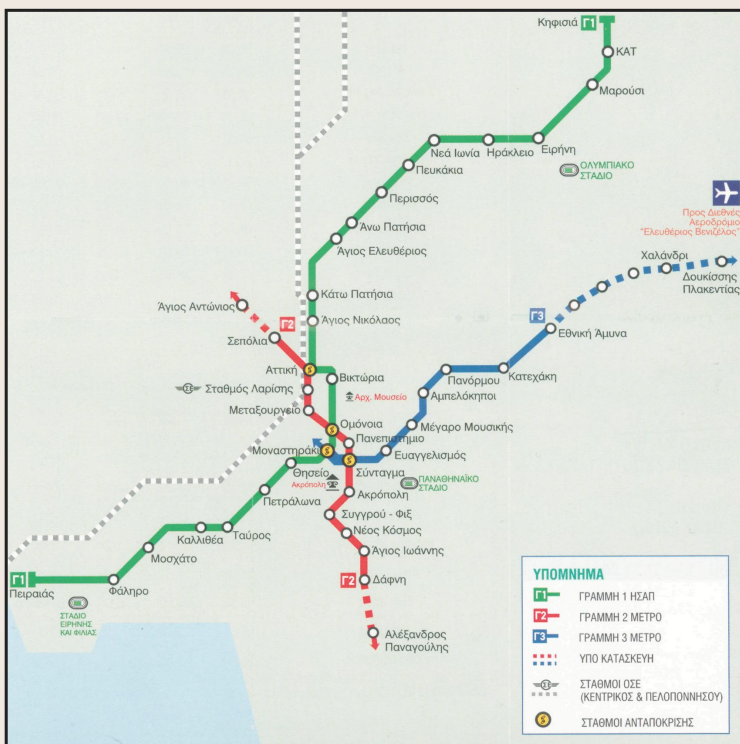 Κηφισιά
Γ1
ΚΑΤ
Μαρούσι
Νεά Ιωνία
Ηράκλειο
Ειρήνη
ΟΛΥΜΠΙΑΚΟ
ΣΤΑΔΙΟ
Πευκάκια
Περισσός
Άνω Πατήσια
Άγιος Ελευθέριος
Προς Διεθνές
Αεροδρόμιο
"Ελευθέριος Βενιζέλος"
Χαλάνδρι
Δουκίσσης
Πλακεντίας
Κάτω Πατήσια
Άγιος Αντώνιος
Γ2
Άγιος Νικόλαος
Γ3
Εθνική Άμυνα
Σεπόλια
Αττική
Βικτώρια
Πανόρμου
Κατεχάκη
ΣΕ
Σταθμός Λαρίσης
Αρχ. Μουσείο
Αμπελόκηποι
Μεταξουργείο
Ομόνοια
Μέγαρο Μουσικής
Πανεπιστήμιο
Μοναστηράκι
Ευαγγελισμός
Θησείο
Σύνταγμα
Ακρόπολη
ΠΑΝΑΘΗΝΑΪΚΟ
ΣΤΑΔΙΟ
Πετράλωνα
Ακρόπολη
Συγγρού - Φιξ
Καλλιθέα
Ταύρος
Νέος Κόσμος
Μοσχάτο
Άγιος Ιωάννης
Γ1
Πειραιάς
Φάληρο
Γ2
Δάφνη
ΣΤΑΔΙΟ
ΕΙΡΗΝΗΣ
ΚΑΙ ΦΙΛΙΑΣ
Αλέξανδρος
Παναγούλης
ΥΠΟΜΝΗΜΑ
Γ1 ΓΡΑΜΜΗ 1 ΗΣΑΠ
Γ2 ΓΡΑΜΜΗ 2 ΜΕΤΡΟ
Γ3 ΓΡΑΜΜΗ 3 ΜΕΤΡΟ
ΥΠΟ ΚΑΤΑΣΚΕΥΗ
ΣΕ ΣΤΑΘΜΟΙ ΟΣΕ
(ΚΕΝΤΡΙΚΟΣ & ΠΕΛΟΠΟΝΝΗΣΟΥ)
ΣΤΑΘΜΟΙ ΑΝΤΑΠΟΚΡΙΣΗΣ